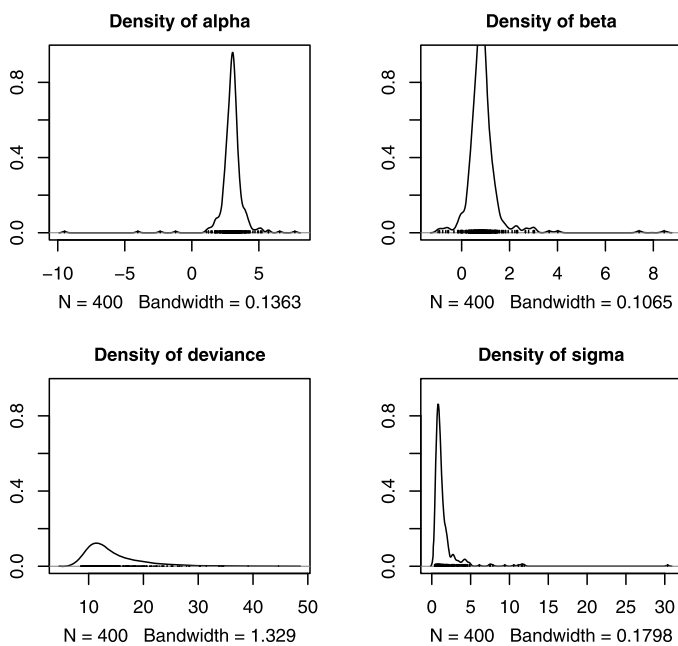 Density of alpha
0.0 0.4 0.8
−10 −5 0 5
N = 400 Bandwidth = 0.1363
Density of beta
0.0 0.4 0.8
0 2 4 6 8
N = 400 Bandwidth = 0.1065
Density of deviance
0.0 0.4 0.8
10 20 30 40 50
N = 400 Bandwidth = 1.329
Density of sigma
0.0 0.4 0.8
0 5 10 15 20 25 30
N = 400 Bandwidth = 0.1798